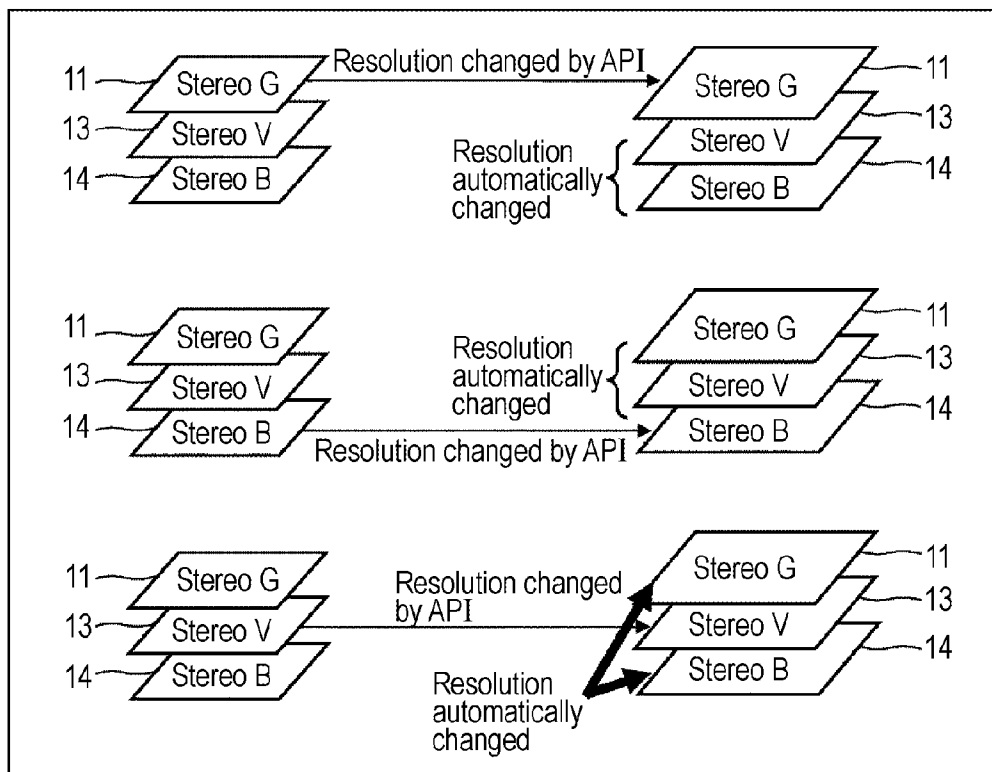 11 Stereo G Resolution changed by API Stereo G 11
13 Stereo V Stereo V 13
14 Stereo B Resolution
automatically
changed Stereo B 14
11 Stereo G Stereo G 11
13 Stereo V Resolution
automatically
changed Stereo V 13
14 Stereo B Stereo B 14
Resolution changed by API
11 Stereo G Stereo G 11
Resolution changed
by API
13 Stereo V Stereo V 13
14 Stereo B Stereo B 14
Resolution
automatically
changed